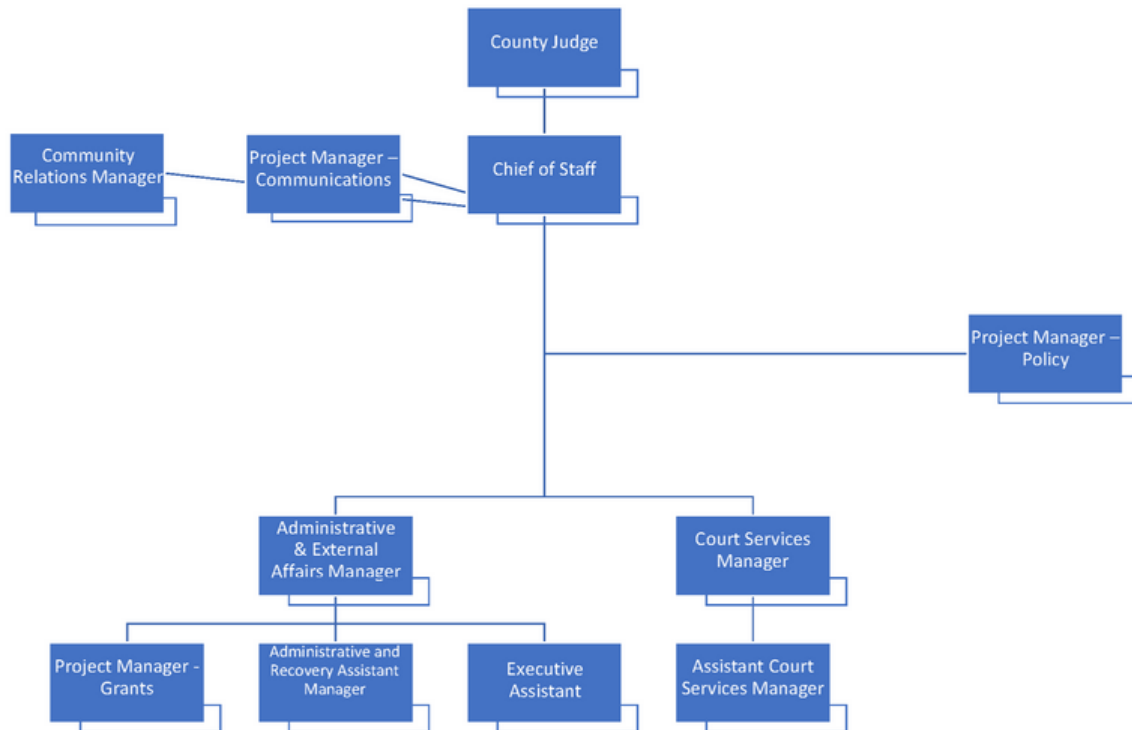 County Judge
Community
Relations Manager
Project Manager –
Communications
Chief of Staff
Project Manager –
Policy
Administrative
& External
Affairs Manager
Court Services
Manager
Project Manager -
Grants
Administrative and
Recovery Assistant
Manager
Executive
Assistant
Assistant Court
Services Manager